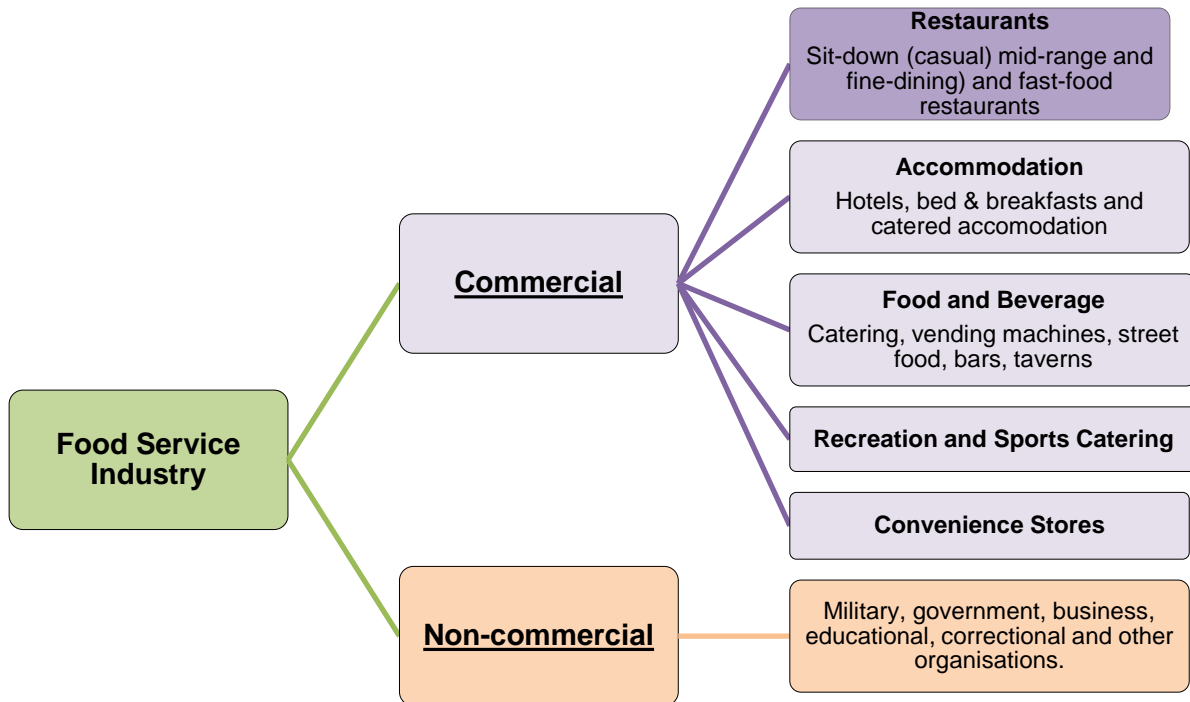 Restaurants
Sit-down (casual) mid-range and
fine-dining) and fast-food
restaurants
Accommodation
Hotels, bed & breakfasts and
catered accomodation
Commercial
Food and Beverage
Catering, vending machines, street
food, bars, taverns
Food Service
Industry
Recreation and Sports Catering
Convenience Stores
Non-commercial
Military, government, business,
educational, correctional and other
organisations.